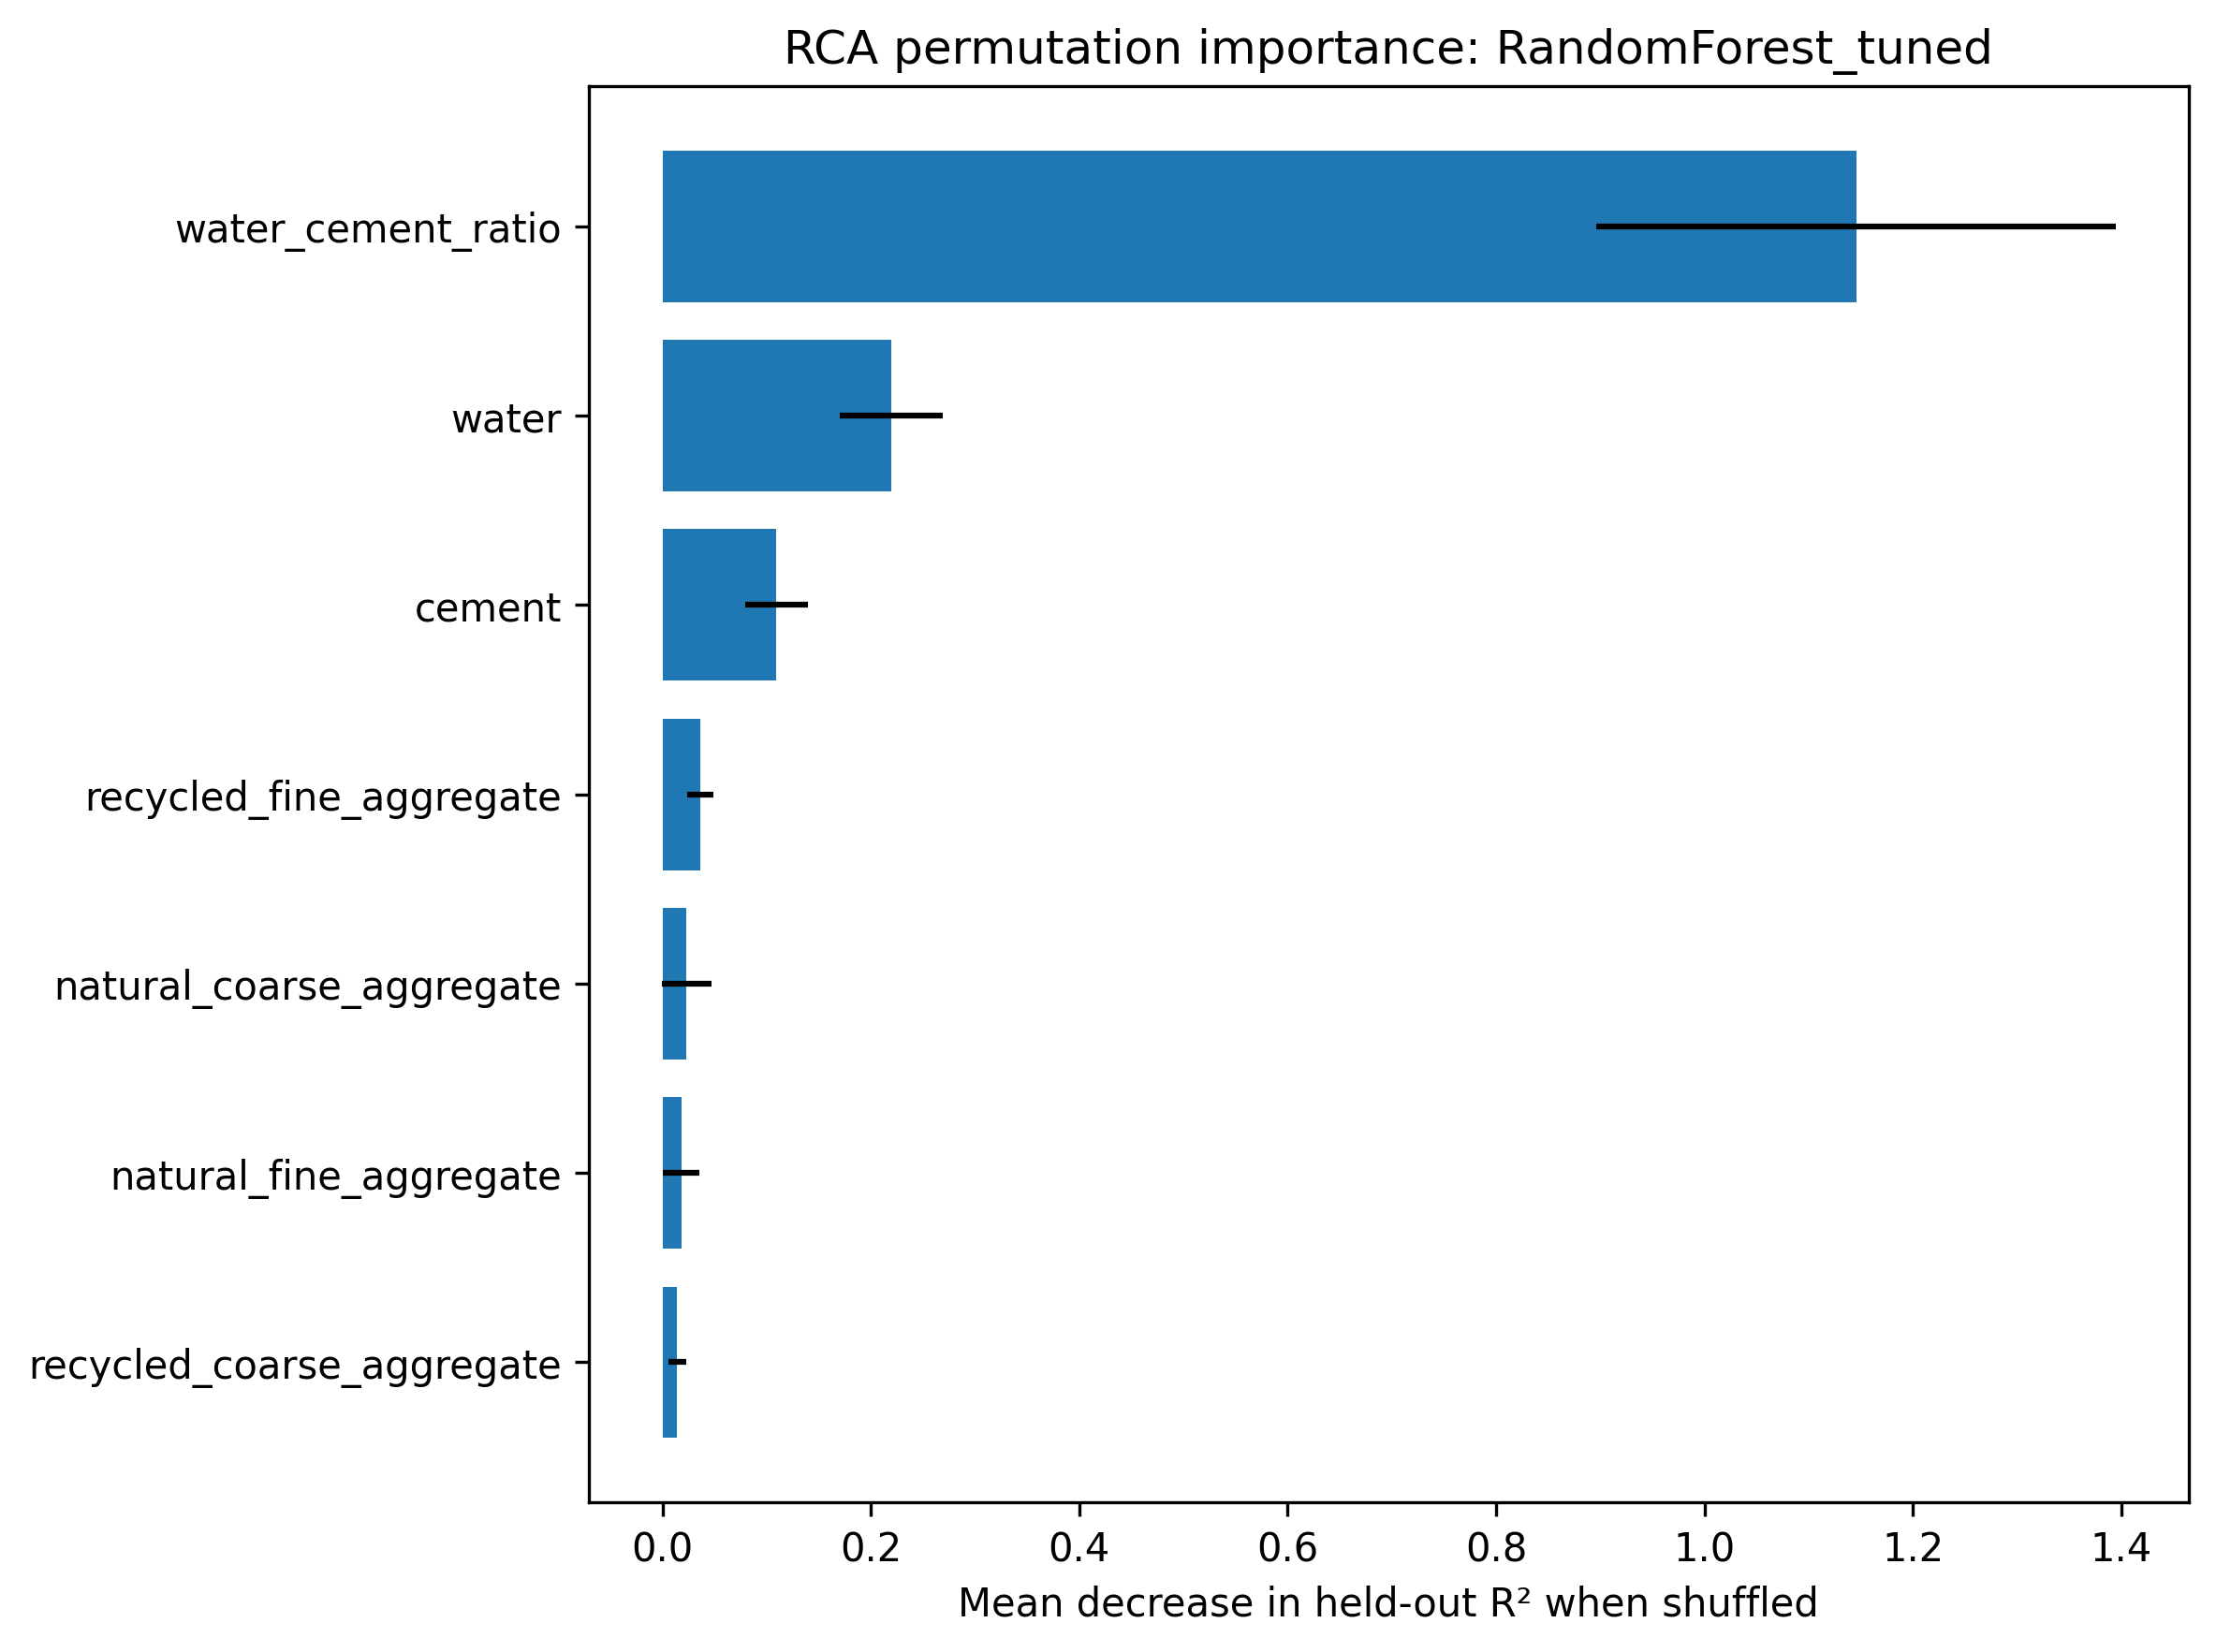 RCA permutation importance: RandomForest_tuned
water_cement_ratio
water
cement
recycled_fine_aggregate
natural_coarse_aggregate
natural_fine_aggregate
recycled_coarse_aggregate
0.0 0.2 0.4 0.6 0.8 1.0 1.2 1.4
Mean decrease in held-out R² when shuffled